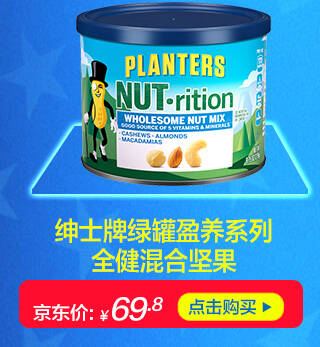 PLANTERS
NUT·rition
WHOLESOME NUT MIX
GOOD SOURCE OF 5 VITAMINS & MINERALS
·CASHEWS·ALMONDS
·MACADAMIAS
绅士牌绿罐盈养系列
全健混合坚果
京东价:¥69.8 点击购买